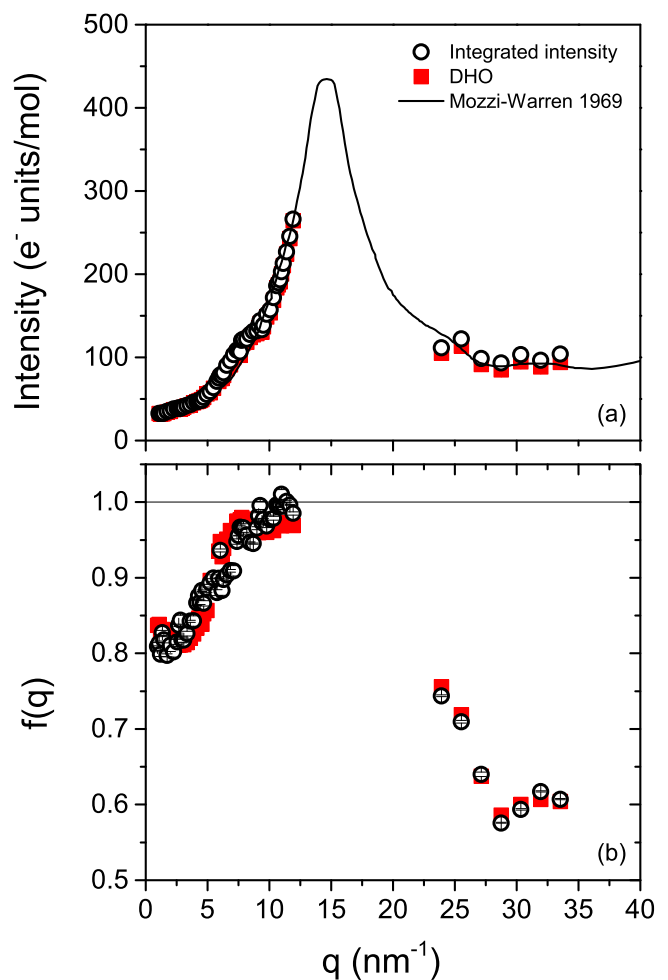 500
400
300
200
100
0
Intensity (e⁻ units/mol)
Integrated intensity
DHO
Mozzi-Warren 1969
(a)
1.0
0.9
0.8
0.7
0.6
0.5
f(q)
(b)
0 5 10 15 20 25 30 35 40
q (nm⁻¹)